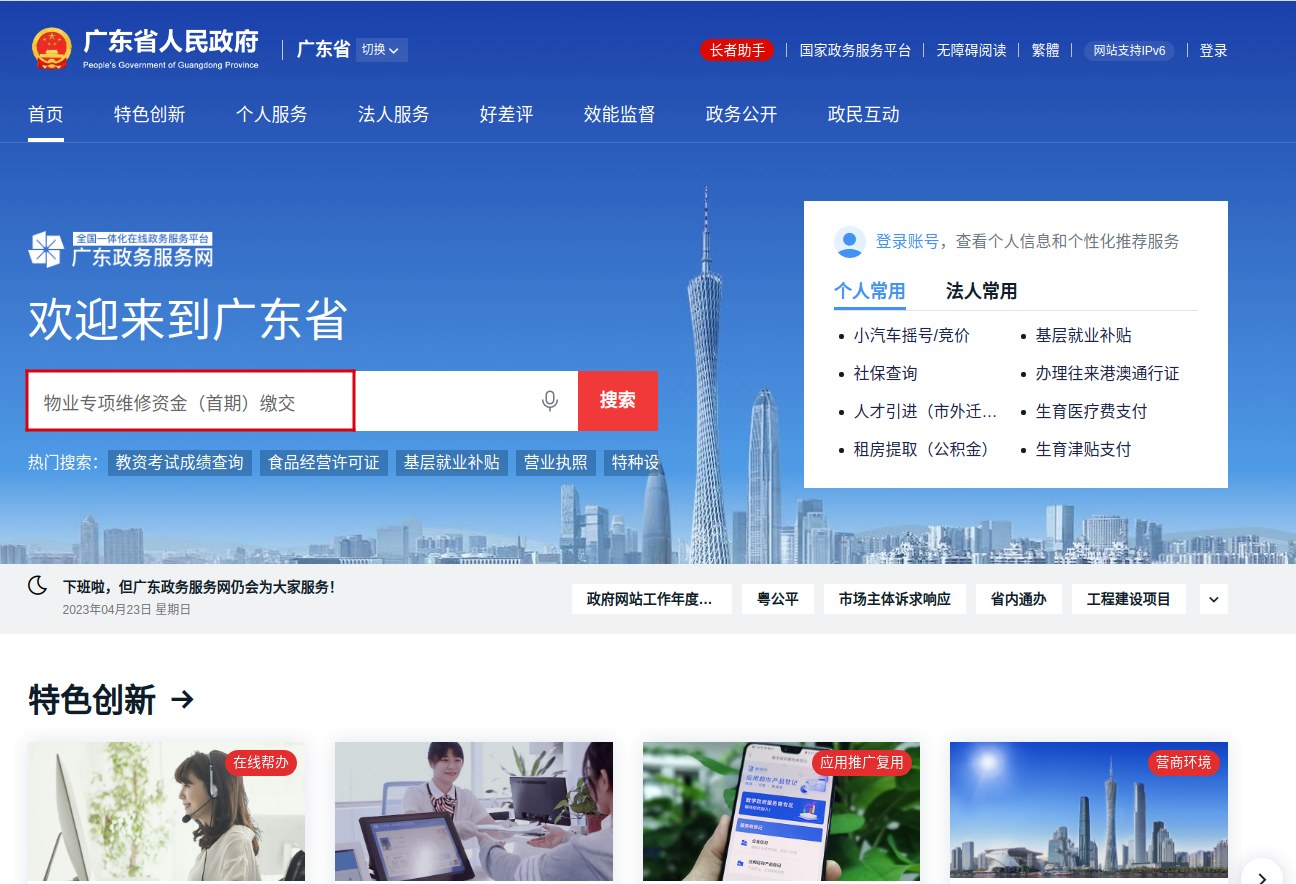 广东省人民政府
People's Government of Guangdong Province
广东省
切换
长者助手
国家政务服务平台
无障碍阅读
繁體
网站支持IPv6
登录
首页
特色创新
个人服务
法人服务
好差评
效能监督
政务公开
政民互动
全国一体化在线政务服务平台
广东政务服务网
欢迎来到广东省
物业专项维修资金（首期）缴交
搜索
热门搜索：
教资考试成绩查询
食品经营许可证
基层就业补贴
营业执照
特种设
登录账号，查看个人信息和个性化推荐服务
个人常用
法人常用
小汽车摇号/竞价
基层就业补贴
社保查询
办理往来港澳通行证
人才引进（市外迁…
生育医疗费支付
租房提取（公积金）
生育津贴支付
下班啦，但广东政务服务网仍会为大家服务！
2023年04月23日 星期日
政府网站工作年度…
粤公平
市场主体诉求响应
省内通办
工程建设项目
特色创新
在线帮办
应用推广复用
营商环境